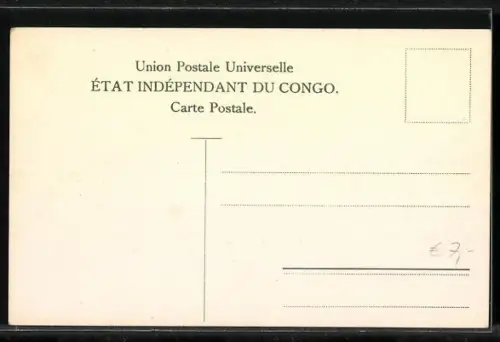 Union Postale Universelle
ÉTAT INDÉPENDANT DU CONGO.
Carte Postale.
€ 7,-